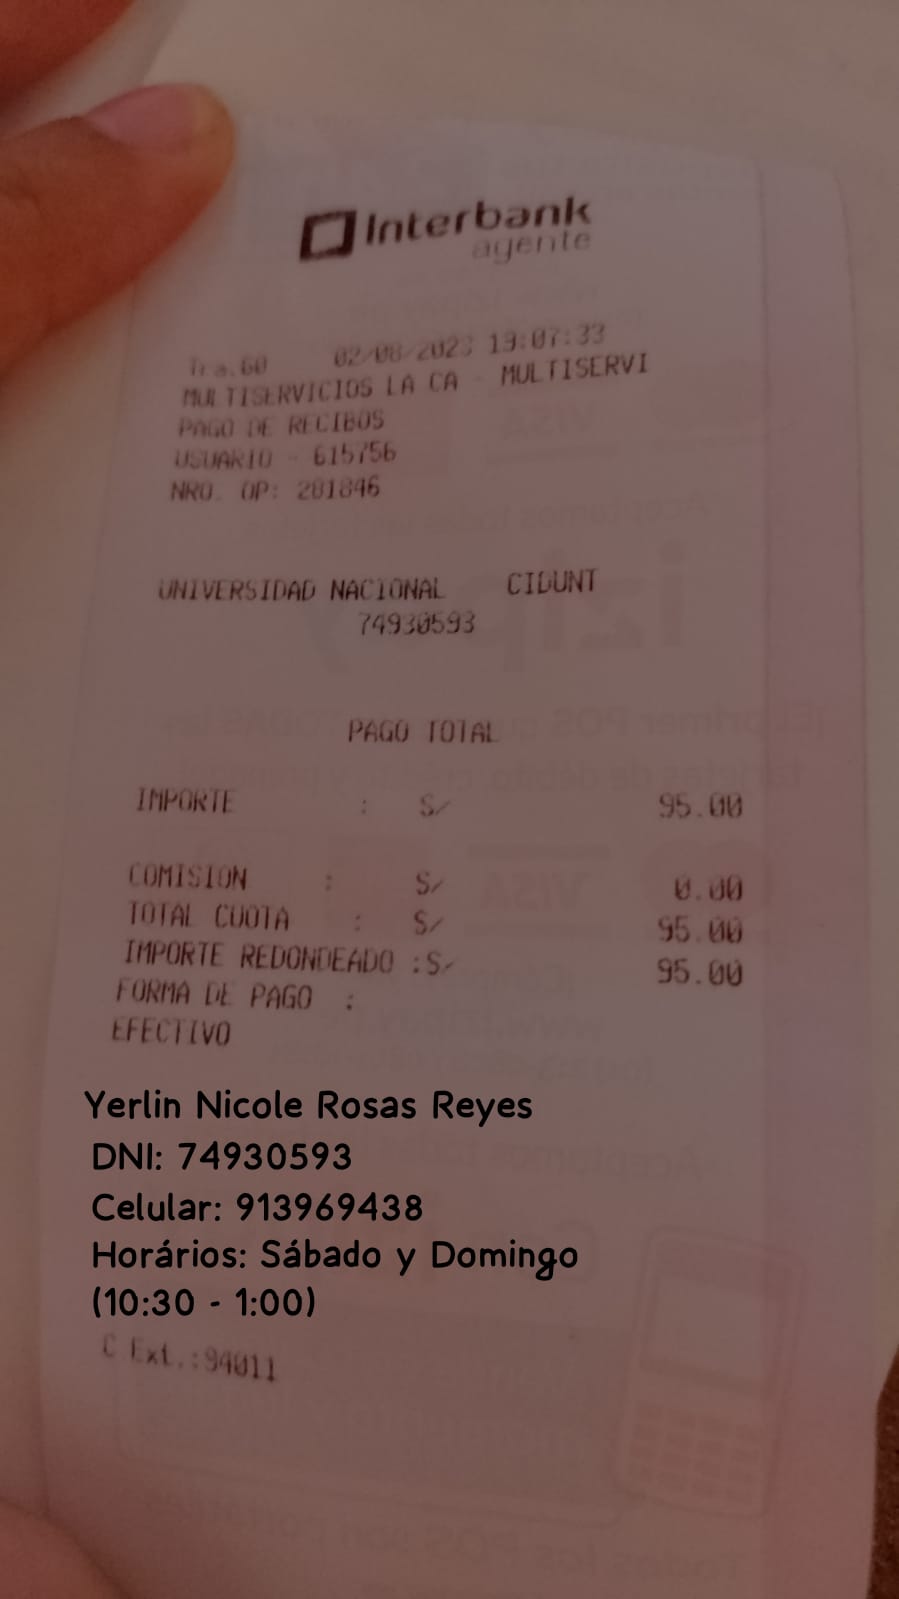 Interbank
agente
Tra.60 02/08/2023 13:07:33
MULTISERVICIOS LA CA - MULTISERVI
PAGO DE RECIBOS
USUARIO - 615756
NRO. OP: 281846
UNIVERSIDAD NACIONAL CIDUNT
74930593
PAGO TOTAL
IMPORTE : S/ 95.00
COMISION : S/ 0.00
TOTAL CUOTA : S/ 95.00
IMPORTE REDONDEADO :S/ 95.00
FORMA DE PAGO :
EFECTIVO
Yerlin Nicole Rosas Reyes
DNI: 74930593
Celular: 913969438
Horários: Sábado y Domingo
(10:30 - 1:00)
C Ext.:94011